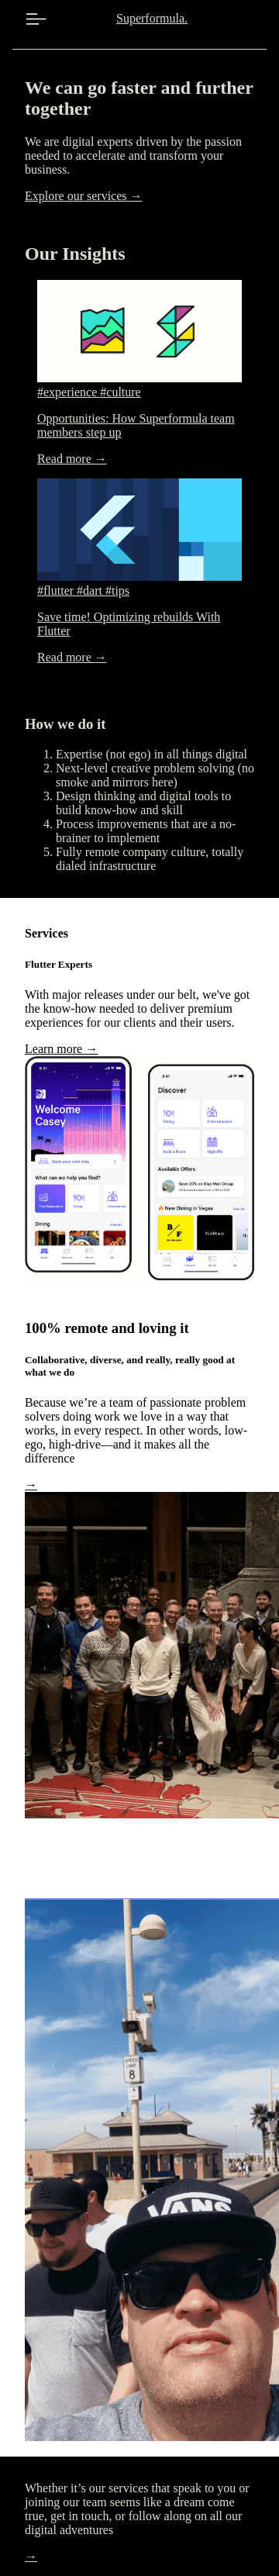 Superformula.
We can go faster and further
together
We are digital experts driven by the passion
needed to accelerate and transform your
business.
Explore our services →
Our Insights
#experience #culture
Opportunities: How Superformula team
members step up
Read more →
#flutter #dart #tips
Save time! Optimizing rebuilds With
Flutter
Read more →
How we do it
1. Expertise (not ego) in all things digital
2. Next-level creative problem solving (no
smoke and mirrors here)
3. Design thinking and digital tools to
build know-how and skill
4. Process improvements that are a no-
brainer to implement
5. Fully remote company culture, totally
dialed infrastructure
Services
Flutter Experts
With major releases under our belt, we've got
the know-how needed to deliver premium
experiences for our clients and their users.
Learn more →
Welcome
Casey
Book your next stay
What can we help you find?
Dining
View all
Discover
Dining
Entertainment
Book a Room
Nightlife
Available Offers
Save 20% on Blue Man Group
New Dining in Vegas
View all
B/F
NoMad
100% remote and loving it
Collaborative, diverse, and really, really good at
what we do
Because we’re a team of passionate problem
solvers doing work we love in a way that
works, in every respect. In other words, low-
ego, high-drive—and it makes all the
difference
→
SPEED
LIMIT
8
VANS
Whether it’s our services that speak to you or
joining our team seems like a dream come
true, get in touch, or follow along on all our
digital adventures
→